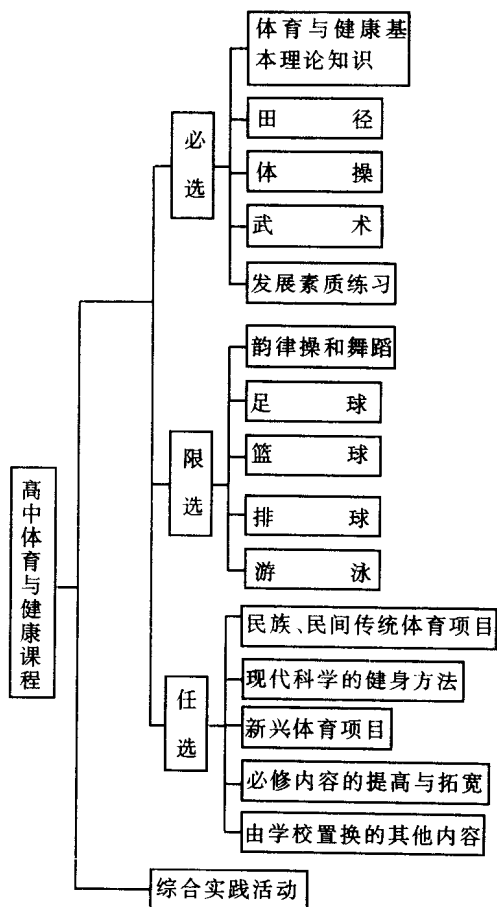 高中体育与健康课程
必选
体育与健康基
本理论知识
田径
体操
武术
发展素质练习
限选
韵律操和舞蹈
足球
篮球
排球
游泳
任选
民族、民间传统体育项目
现代科学的健身方法
新兴体育项目
必修内容的提高与拓宽
由学校置换的其他内容
综合实践活动